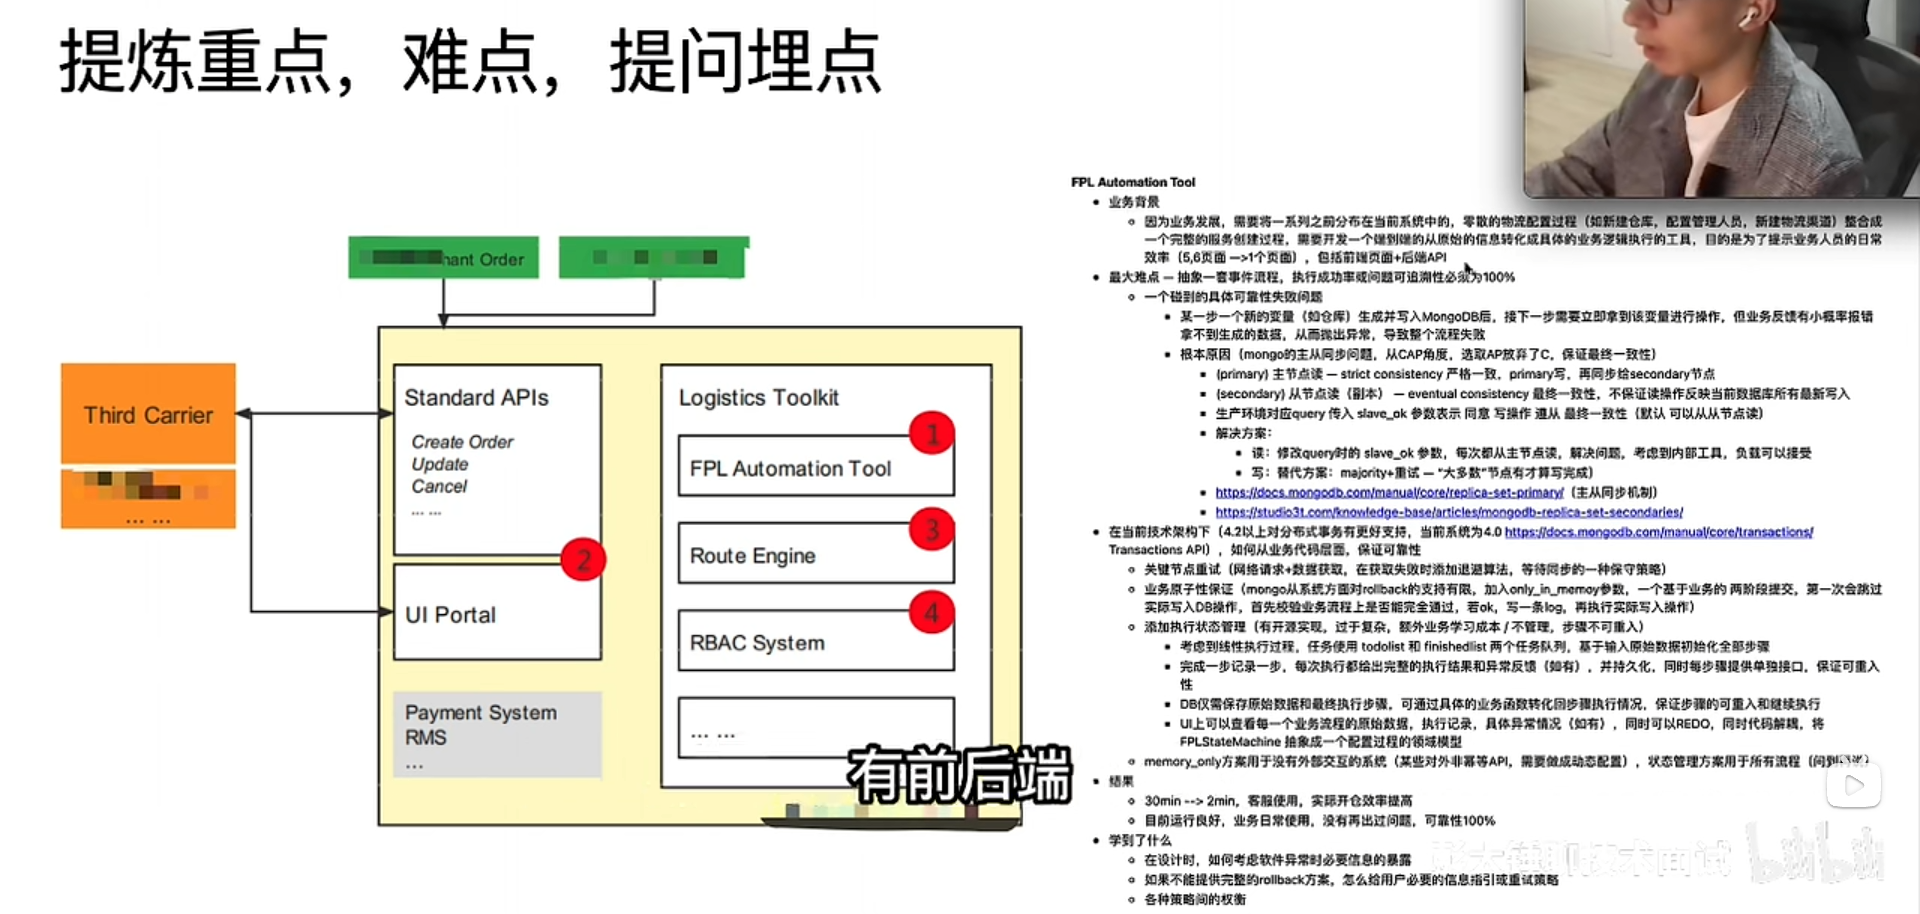 提炼重点，难点，提问埋点
hant Order
Third Carrier
... ...
Standard APIs
Create Order
Update
Cancel
... ...
2
UI Portal
Payment System
RMS
...
Logistics Toolkit
1
FPL Automation Tool
3
Route Engine
4
RBAC System
... ...
有前后端
FPL Automation Tool
业务背景
因为业务发展，需要将一系列之前分布在当前系统中的，零散的物流配置过程（如新建仓库，配置管理人员，新建物流渠道）整合成
一个完整的服务创建过程，需要开发一个端到端的从原始的信息转化成具体的业务逻辑执行的工具，目的是为了提示业务人员的日常
效率（5,6页面 —>1个页面），包括前端页面+后端API
最大难点 — 抽象一套事件流程，执行成功率或问题可追溯性必须为100%
一个碰到的具体可靠性失败问题
某一步一个新的变量（如仓库）生成并写入MongoDB后，接下一步需要立即拿到该变量进行操作，但业务反馈有小概率报错
拿不到生成的数据，从而抛出异常，导致整个流程失败
根本原因（mongo的主从同步问题，从CAP角度，选取AP放弃了C，保证最终一致性）
(primary) 主节点读 — strict consistency 严格一致，primary写，再同步给secondary节点
(secondary) 从节点读（副本） — eventual consistency 最终一致性，不保证读操作反映当前数据库所有最新写入
生产环境对应query 传入 slave_ok 参数表示 同意 写操作 遵从 最终一致性（默认 可以从从节点读）
解决方案：
读：修改query时的 slave_ok 参数，每次都从主节点读，解决问题，考虑到内部工具，负载可以接受
写：替代方案：majority+重试 — “大多数”节点有才算写完成）
https://docs.mongodb.com/manual/core/replica-set-primary/（主从同步机制）
https://studio3t.com/knowledge-base/articles/mongodb-replica-set-secondaries/
在当前技术架构下（4.2以上对分布式事务有更好支持，当前系统为4.0 https://docs.mongodb.com/manual/core/transactions/
Transactions API），如何从业务代码层面，保证可靠性
关键节点重试（网络请求+数据获取，在获取失败时添加退避算法，等待同步的一种保守策略）
业务原子性保证（mongo从系统方面对rollback的支持有限，加入only_in_memoy参数，一个基于业务的 两阶段提交，第一次会跳过
实际写入DB操作，首先校验业务流程上是否能完全通过，若ok，写一条log，再执行实际写入操作）
添加执行状态管理（有开源实现，过于复杂，额外业务学习成本 / 不管理，步骤不可重入）
考虑到线性执行过程，任务使用 todolist 和 finishedlist 两个任务队列，基于输入原始数据初始化全部步骤
完成一步记录一步，每次执行都给出完整的执行结果和异常反馈（如有），并持久化，同时每步骤提供单独接口，保证可重入
性
DB仅需保存原始数据和最终执行步骤，可通过具体的业务函数转化回步骤执行情况，保证步骤的可重入和继续执行
UI上可以查看每一个业务流程的原始数据，执行记录，具体异常情况（如有），同时可以REDO，同时代码解耦，将
FPLStateMachine 抽象成一个配置过程的领域模型
memory_only方案用于没有外部交互的系统（某些对外非幂等API，需要做成动态配置），状态管理方案用于所有流程（问到
结果
30min --> 2min，客服使用，实际开仓效率提高
目前运行良好，业务日常使用，没有再出过问题，可靠性100%
学到了什么
在设计时，如何考虑软件异常时必要信息的暴露
如果不能提供完整的rollback方案，怎么给用户必要的信息指引或重试策略
各种策略间的权衡
bilibili